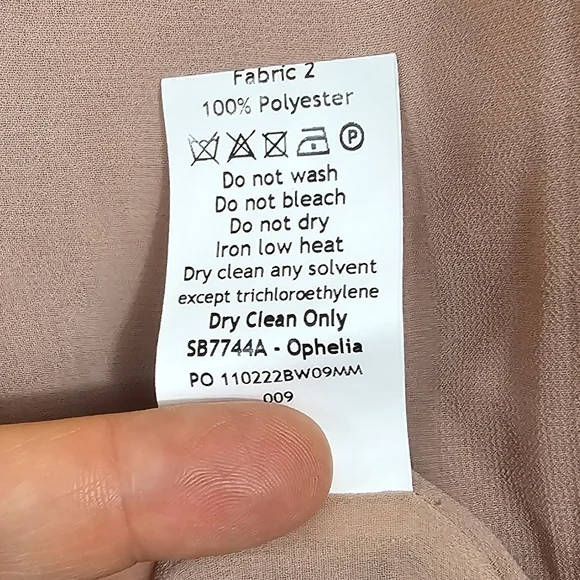 Fabric 2
100% Polyester
P
Do not wash
Do not bleach
Do not dry
Iron low heat
Dry clean any solvent
except trichloroethylene
Dry Clean Only
SB7744A - Ophelia
PO 110222BW09MM
009